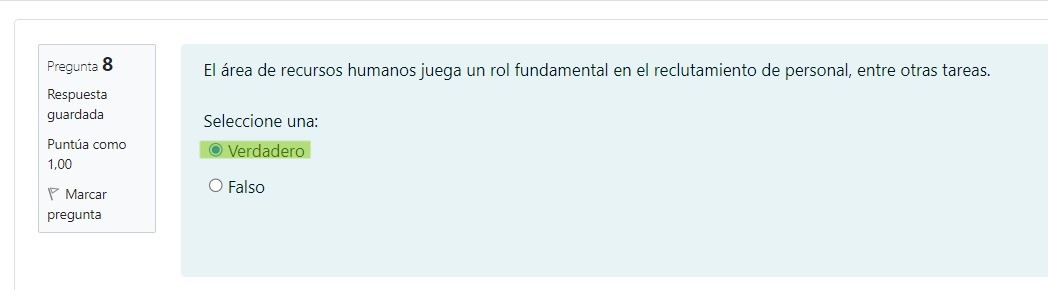 Pregunta 8
Respuesta
guardada
Puntúa como
1,00
Marcar
pregunta
El área de recursos humanos juega un rol fundamental en el reclutamiento de personal, entre otras tareas.
Seleccione una:
Verdadero
Falso